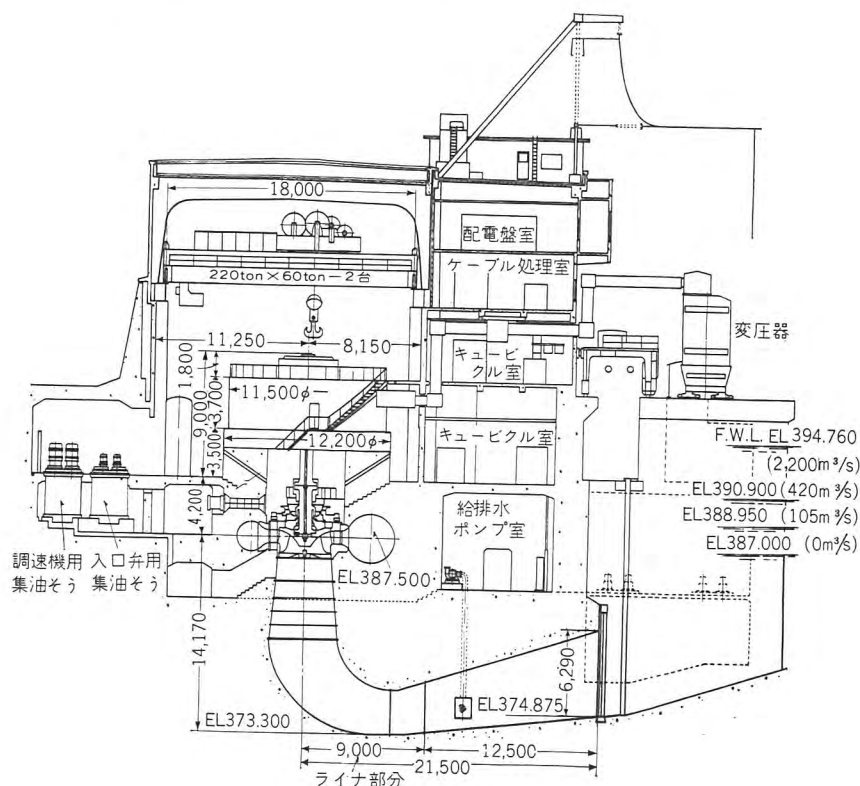 18,000
配電盤室
ケーブル処理室
220ton×60ton－2台
変圧器
11,250
8,150
キュービ
クル室
1,800
9,000
3,700
11,500φ
キュービクル室
12,200φ
3,500
F.W.L. EL 394.760
(2,200m³/s)
EL390.900 (420m³/s)
EL388.950 (105m³/s)
EL387.000 (0m³/s)
4,200
給排水
ポンプ室
調速機用
集油そう
入口弁用
集油そう
EL387.500
14,170
6,290
EL373.300
EL374.875
9,000
12,500
21,500
ライナ部分